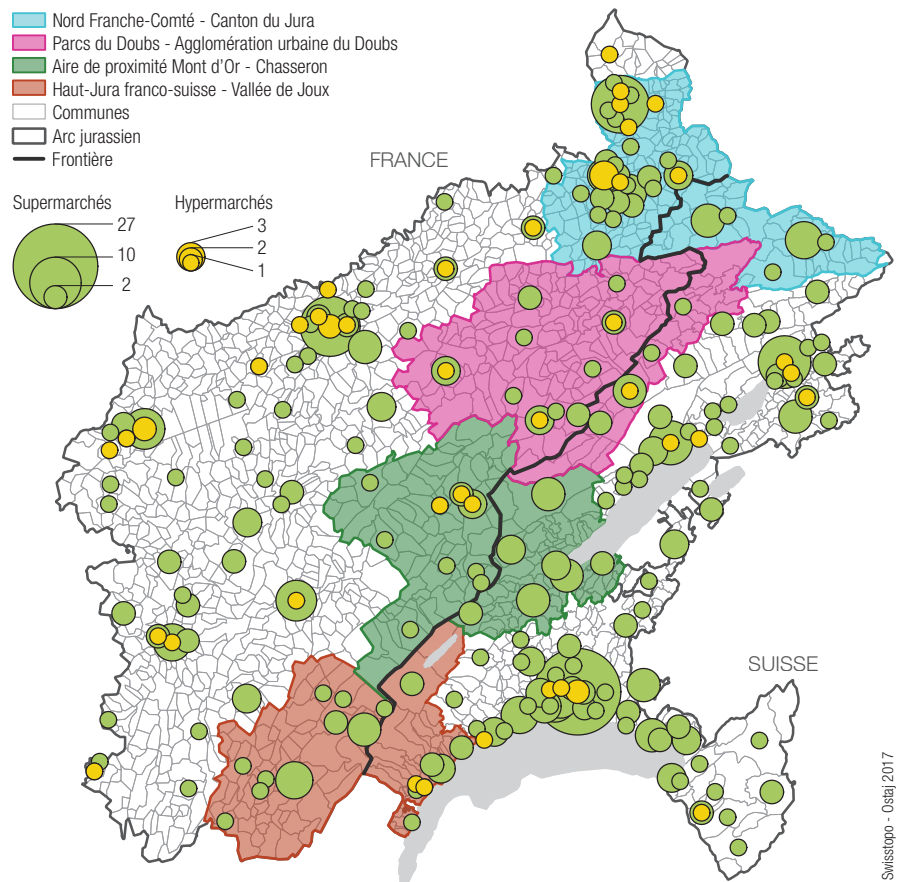 Nord Franche-Comté - Canton du Jura
Parcs du Doubs - Agglomération urbaine du Doubs
Aire de proximité Mont d'Or - Chasseron
Haut-Jura franco-suisse - Vallée de Joux
Communes
Arc jurassien
Frontière
FRANCE
Supermarchés
27
10
2
Hypermarchés
3
2
1
SUISSE
Swisstopo - Ostaj 2017